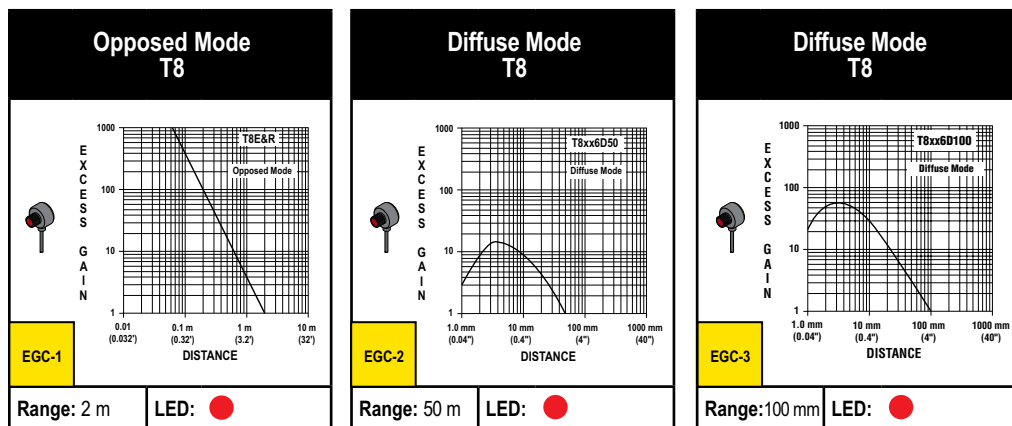 Opposed Mode
T8
EXCESS GAIN
1000
100
10
1
T8E&R
Opposed Mode
0.01 0.1 m 1 m 10 m
(0.032') (0.32') (3.2') (32')
DISTANCE
EGC-1
Range: 2 m LED:
Diffuse Mode
T8
EXCESS GAIN
1000
100
10
1
T8xx6D50
Diffuse Mode
1.0 mm 10 mm 100 mm 1000 mm
(0.04") (0.4") (4") (40")
DISTANCE
EGC-2
Range: 50 m LED:
Diffuse Mode
T8
EXCESS GAIN
1000
100
10
1
T8xx6D100
Diffuse Mode
1.0 mm 10 mm 100 mm 1000 mm
(0.04") (0.4") (4") (40")
DISTANCE
EGC-3
Range:100 mm LED: